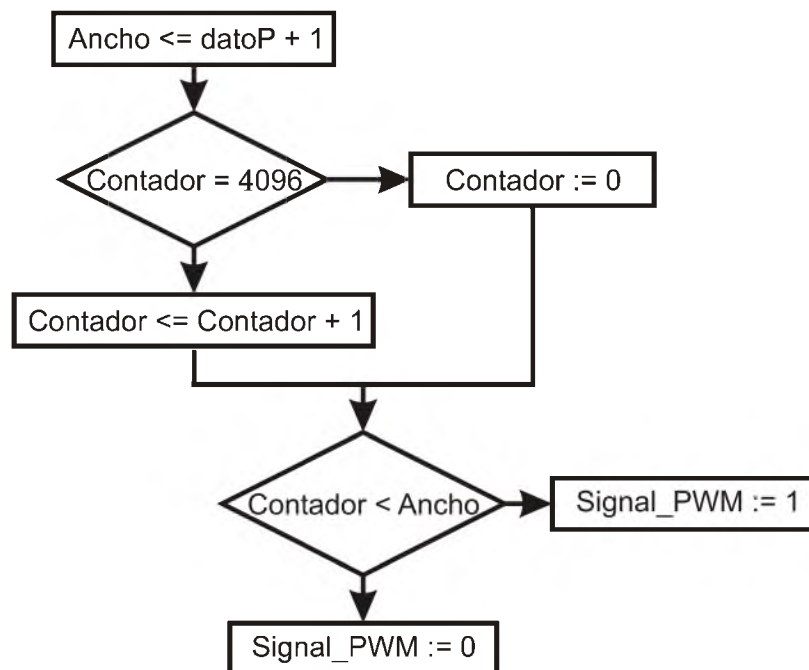 Ancho <= datoP + 1
Contador = 4096
Contador := 0
Contador <= Contador + 1
Contador < Ancho
Signal_PWM := 1
Signal_PWM := 0